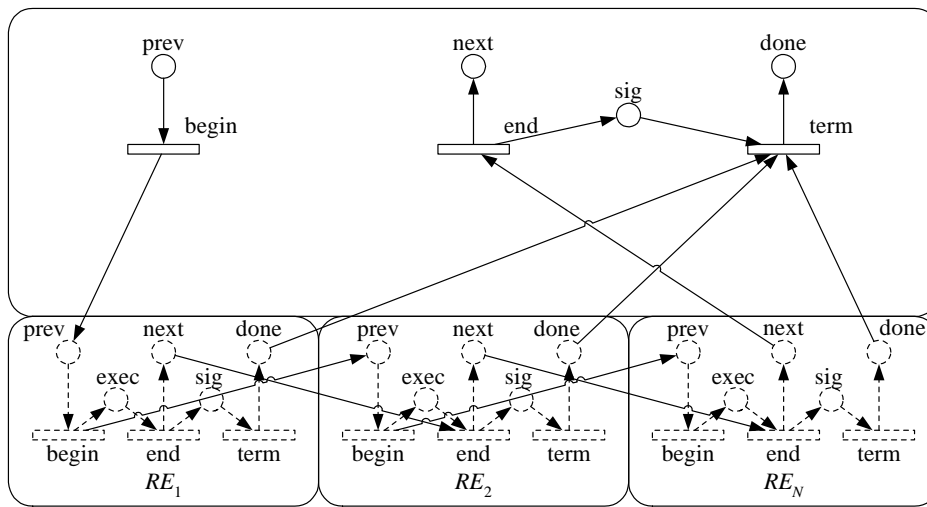 prev next done
sig
begin end term
prev next done prev next done prev next done
exec sig exec sig exec sig
begin end term begin end term begin end term
RE₁ RE₂ RE_N